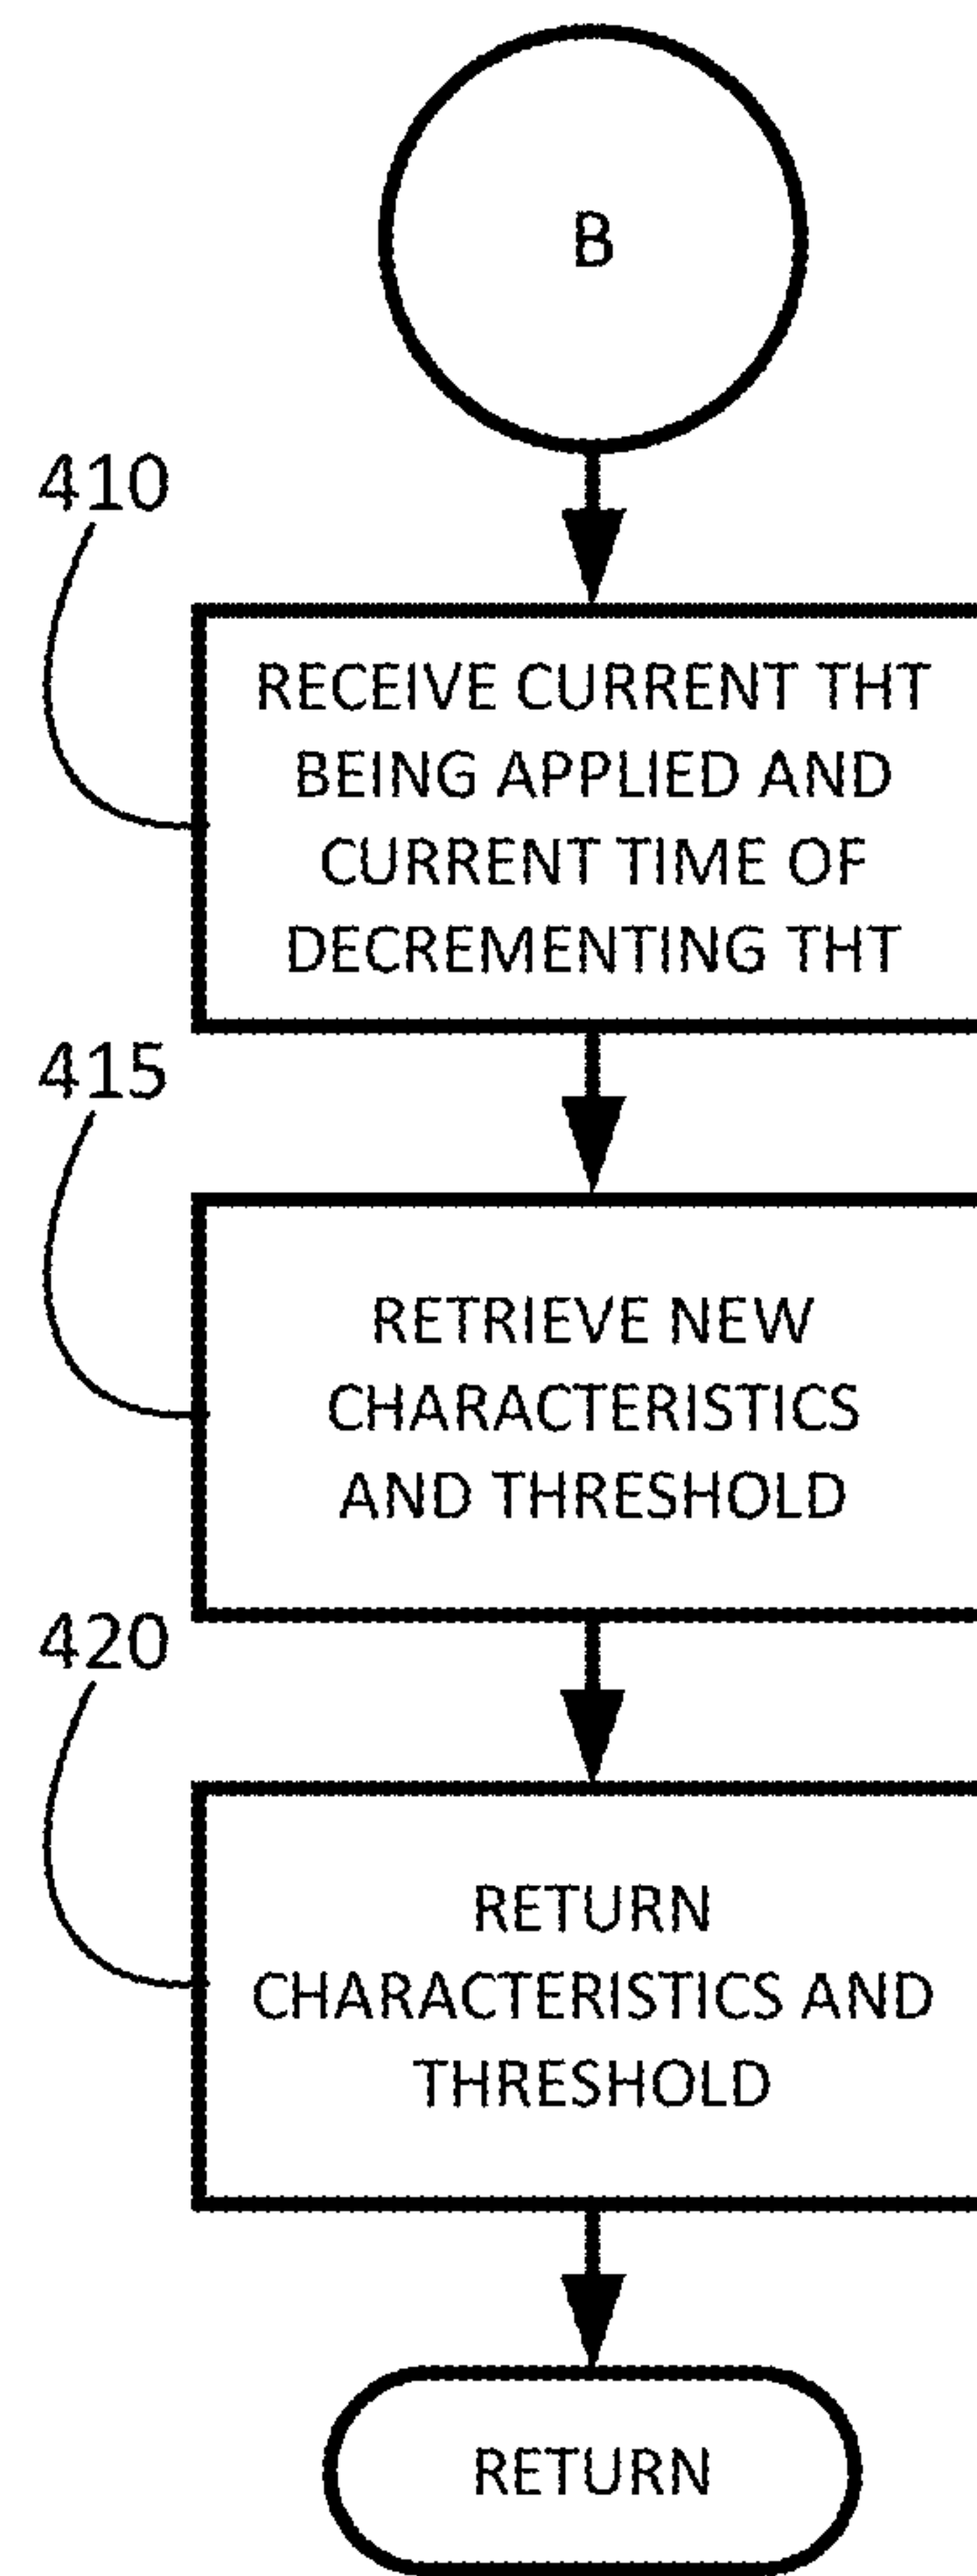 B
410
RECEIVE CURRENT THT
BEING APPLIED AND
CURRENT TIME OF
DECREMENTING THT
415
RETRIEVE NEW
CHARACTERISTICS
AND THRESHOLD
420
RETURN
CHARACTERISTICS AND
THRESHOLD
RETURN